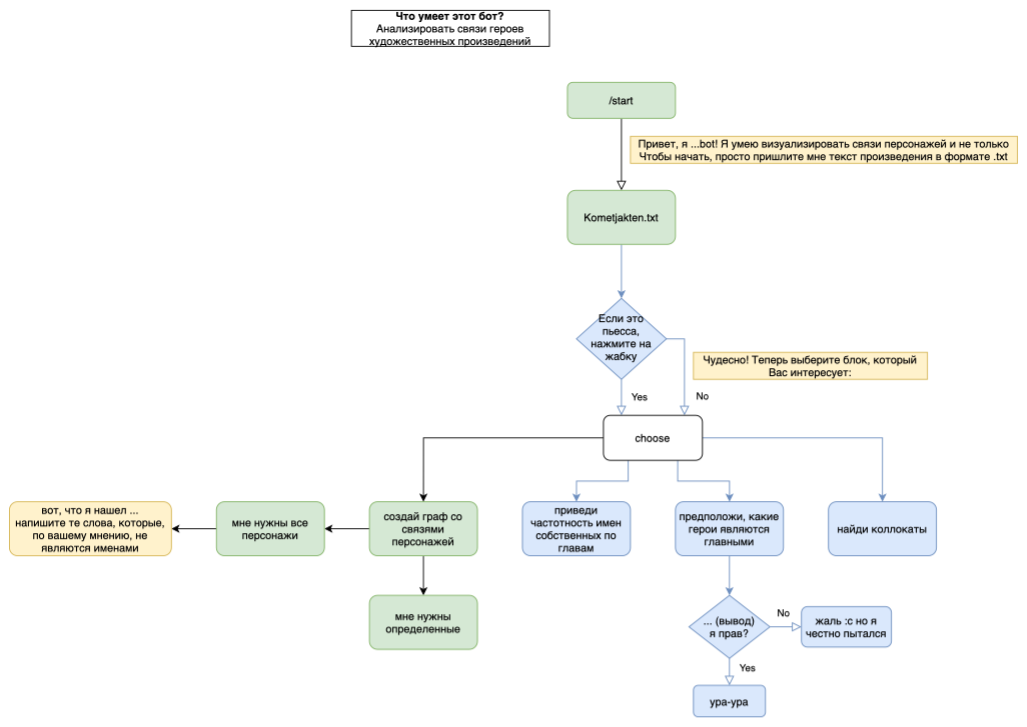 Что умеет этот бот?
Анализировать связи героев
художественных произведений
/start
Привет, я ...bot! Я умею визуализировать связи персонажей и не только
Чтобы начать, просто пришлите мне текст произведения в формате .txt
Kometjakten.txt
Если это
пьесса,
нажмите на
жабку
Чудесно! Теперь выберите блок, который
Вас интересует:
Yes
No
choose
вот, что я нашел ...
напишите те слова, которые,
по вашему мнению, не
являются именами
мне нужны все
персонажи
создай граф со
связями
персонажей
приведи
частотность имен
собственных по
главам
предположи, какие
герои являются
главными
найди коллокаты
мне нужны
определенные
... (вывод)
я прав?
No
жаль :с но я
честно пытался
Yes
ура-ура